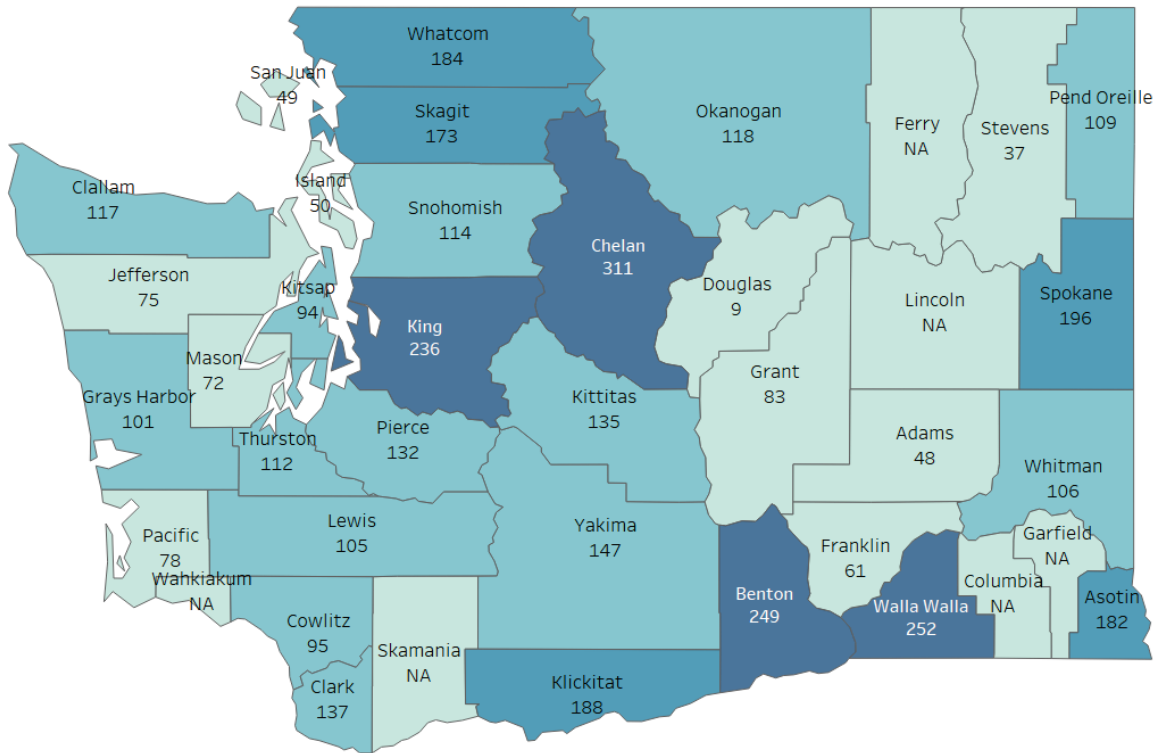 Whatcom
184
San Juan
49
Skagit
173
Okanogan
118
Ferry
NA
Stevens
37
Pend Oreille
109
Clallam
117
Island
50
Snohomish
114
Chelan
311
Jefferson
75
Kitsap
94
King
236
Douglas
9
Lincoln
NA
Spokane
196
Mason
72
Grays Harbor
101
Thurston
112
Pierce
132
Kittitas
135
Grant
83
Adams
48
Whitman
106
Pacific
78
Wahkiakum
NA
Lewis
105
Yakima
147
Benton
249
Franklin
61
Walla Walla
252
Columbia
NA
Garfield
NA
Asotin
182
Cowlitz
95
Skamania
NA
Clark
137
Klickitat
188